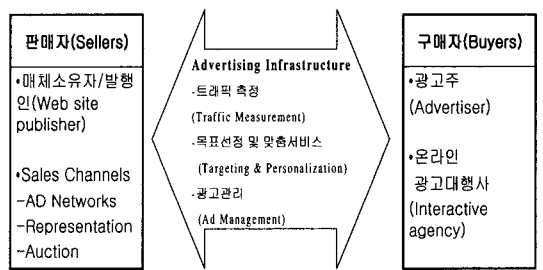 판매자(Sellers)
•매체소유자/발행
인(Web site
publisher)
•Sales Channels
-AD Networks
-Representation
-Auction
Advertising Infrastructure
-트래픽 측정
(Traffic Measurement)
-목표선정 및 맞춤서비스
(Targeting & Personalization)
-광고관리
(Ad Management)
구매자(Buyers)
•광고주
(Advertiser)
•온라인
광고대행사
(Interactive
agency)